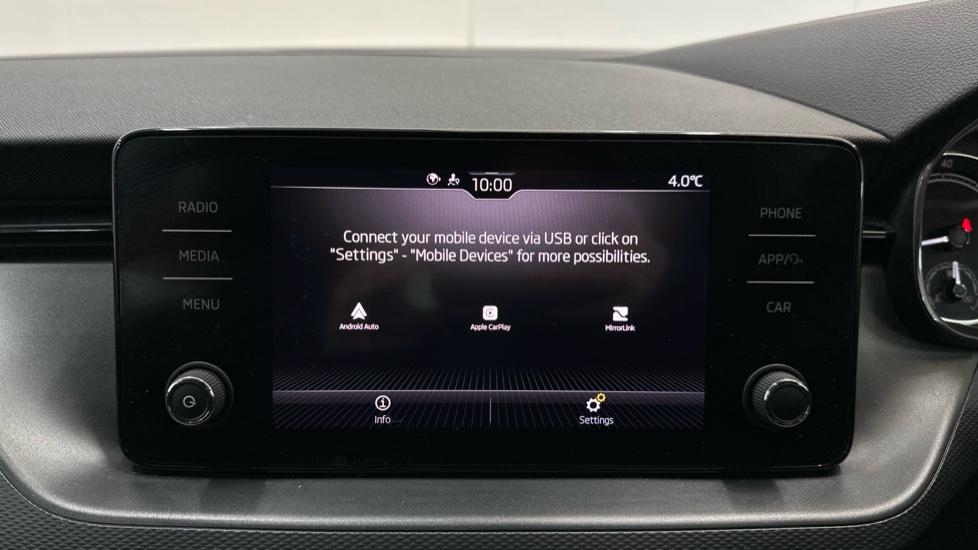 10:00
4.0°C
RADIO
MEDIA
MENU
Connect your mobile device via USB or click on
"Settings" - "Mobile Devices" for more possibilities.
Android Auto
Apple CarPlay
MirrorLink
Info
Settings
PHONE
APP/
CAR
40